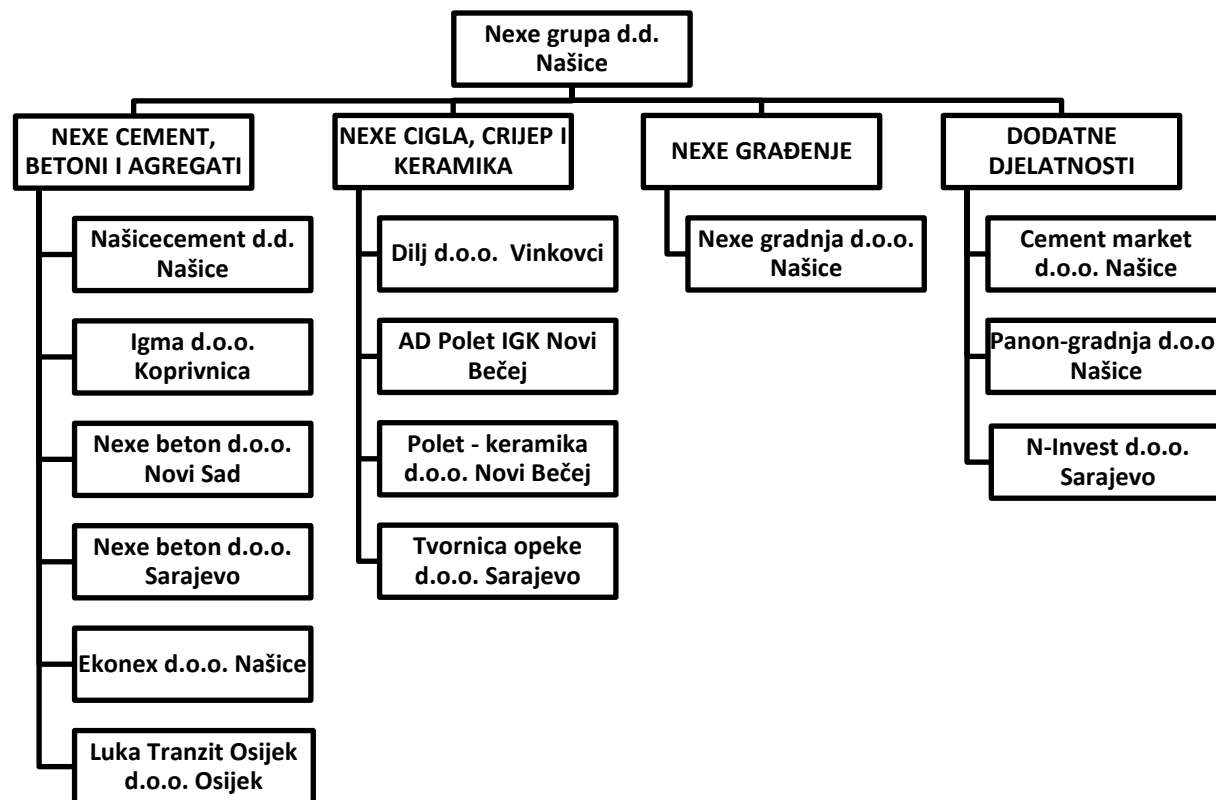 Nexe grupa d.d.
Našice
NEXE CEMENT,
BETONI I AGREGATI
Našicecement d.d.
Našice
Igma d.o.o.
Koprivnica
Nexe beton d.o.o.
Novi Sad
Nexe beton d.o.o.
Sarajevo
Ekonex d.o.o. Našice
Luka Tranzit Osijek
d.o.o. Osijek
NEXE CIGLA, CRIJEP I
KERAMIKA
Dilj d.o.o. Vinkovci
AD Polet IGK Novi
Bečej
Polet - keramika
d.o.o. Novi Bečej
Tvornica opeke
d.o.o. Sarajevo
NEXE GRAĐENJE
Nexe gradnja d.o.o.
Našice
DODATNE
DJELATNOSTI
Cement market
d.o.o. Našice
Panon-gradnja d.o.o
Našice
N-Invest d.o.o.
Sarajevo